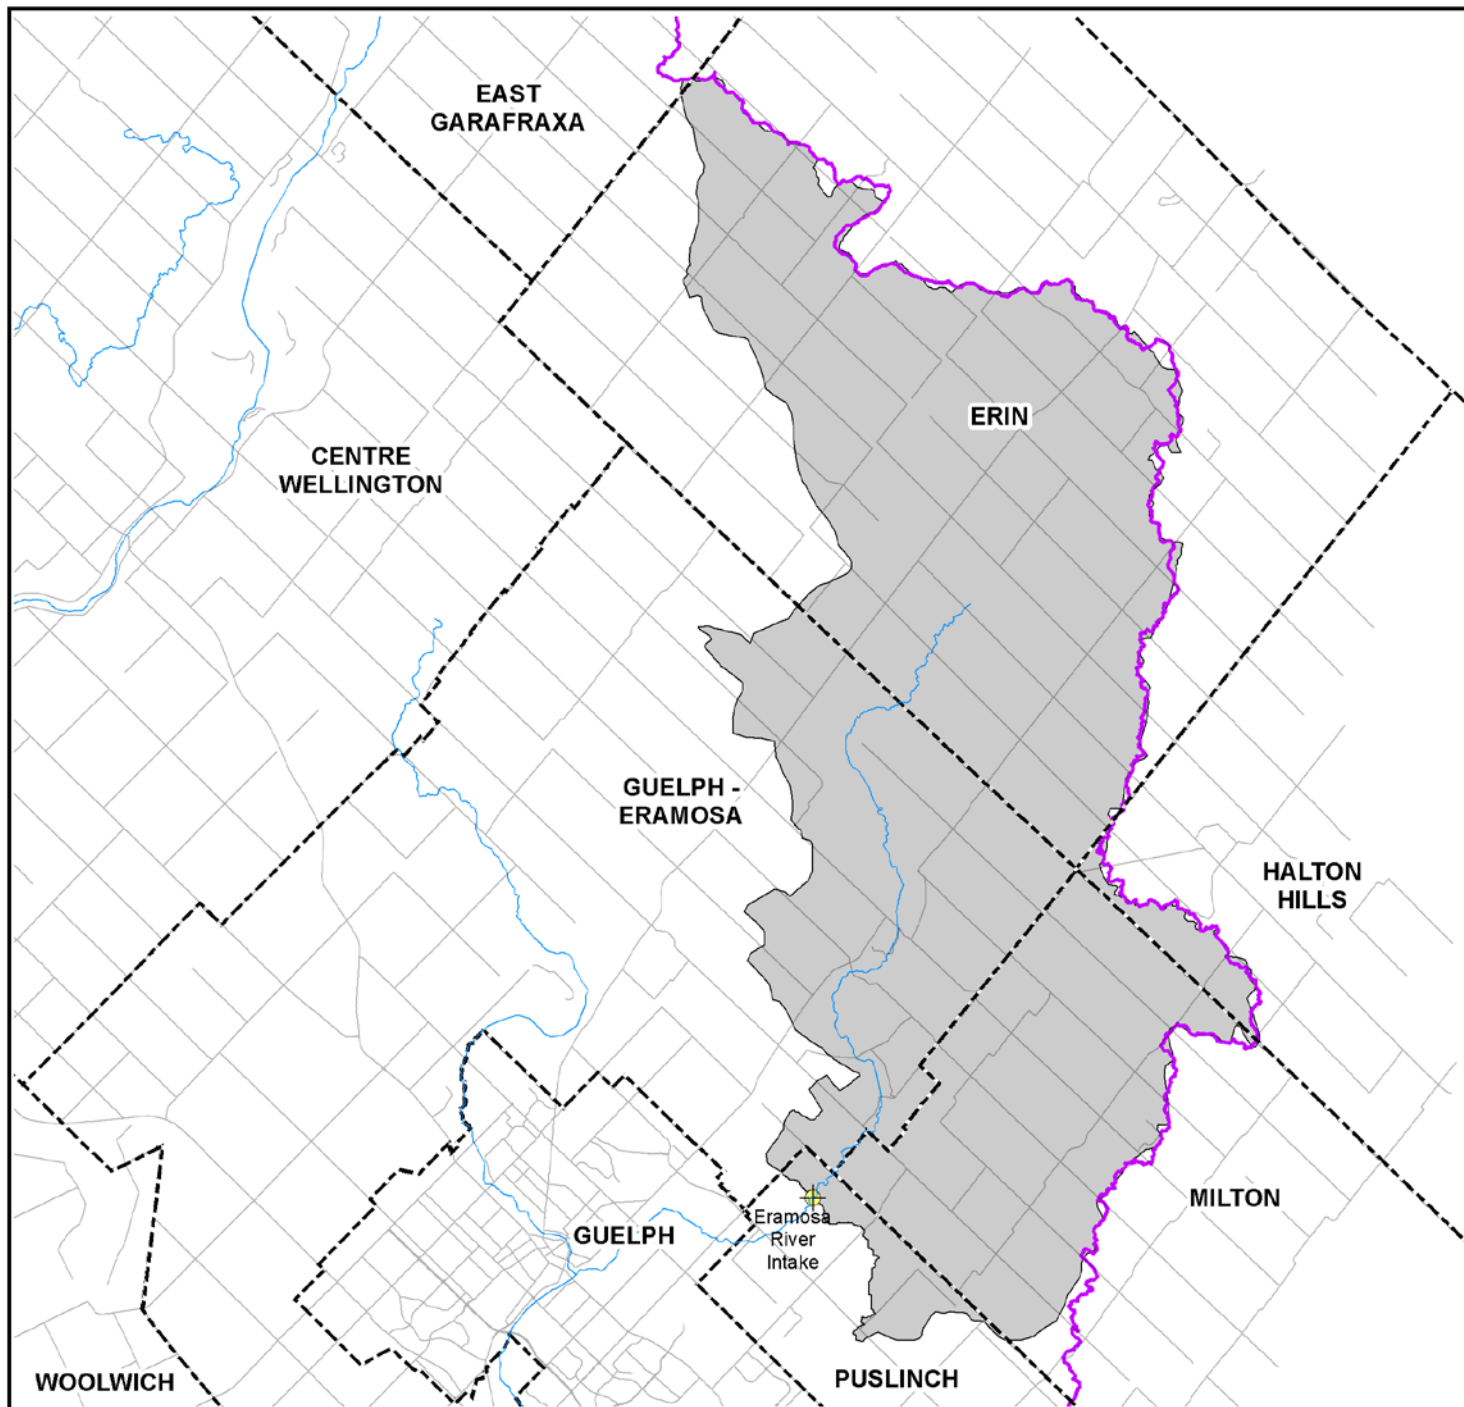 EAST
GARAFRAXA
ERIN
CENTRE
WELLINGTON
GUELPH -
ERAMOSA
HALTON
HILLS
MILTON
Eramosa
River
Intake
GUELPH
PUSLINCH
WOOLWICH